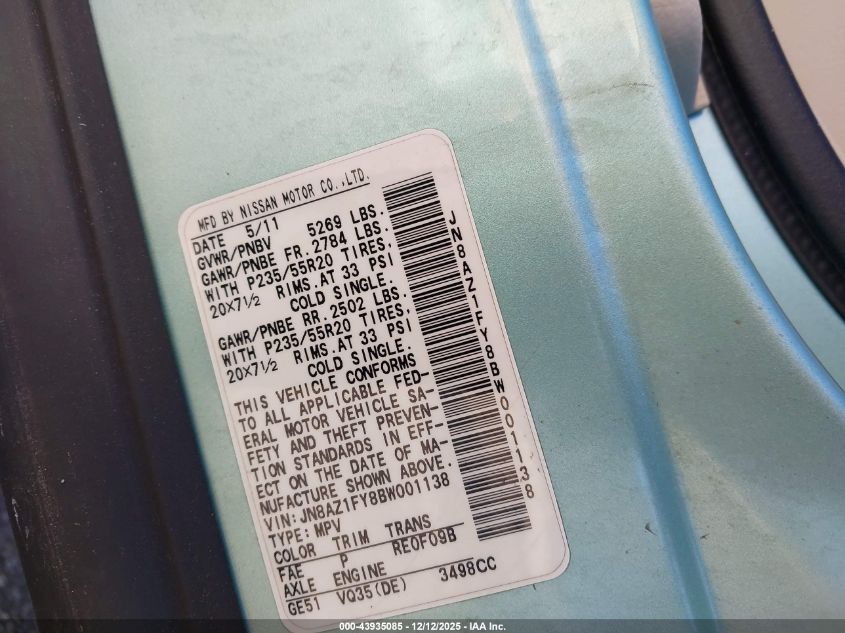 MFD BY NISSAN MOTOR CO.,LTD.
DATE 5/11
GVWR/PNBV 5269 LBS.
GAWR/PNBE FR.2784 LBS.
WITH P235/55R20 TIRES,
20X7½ RIMS.AT 33 PSI
COLD SINGLE.
GAWR/PNBE RR.2502 LBS.
WITH P235/55R20 TIRES,
20X7½ RIMS.AT 33 PSI
COLD SINGLE.
THIS VEHICLE CONFORMS
TO ALL APPLICABLE FED-
ERAL MOTOR VEHICLE SA-
FETY AND THEFT PREVEN-
TION STANDARDS IN EFF-
ECT ON THE DATE OF MA-
NUFACTURE SHOWN ABOVE.
VIN:JN8AZ1FY8BW001138
TYPE:MPV
COLOR TRIM TRANS
FAE P RE0F09B
AXLE ENGINE
GE51 VQ35(DE) 3498CC
JN8AZ1FY8BW001138
000-43935085 - 12/12/2025 - IAA Inc.